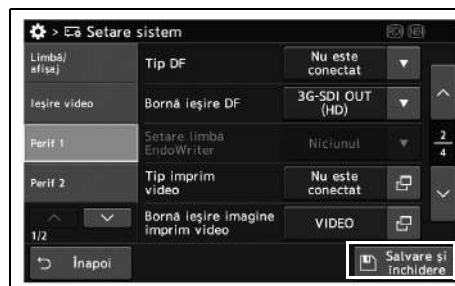 > Setare sistem
Limbă/
afişaj
Ieşire video
Perif 1
Perif 2
1/2
Înapoi
Tip DF
Nu este
conectat
Bornă ieşire DF
3G-SDI OUT
(HD)
Setare limbă
EndoWriter
Niciunul
Tip imprim
video
Nu este
conectat
Bornă ieşire imagine
imprim video
VIDEO
2
4
Salvare şi
închidere